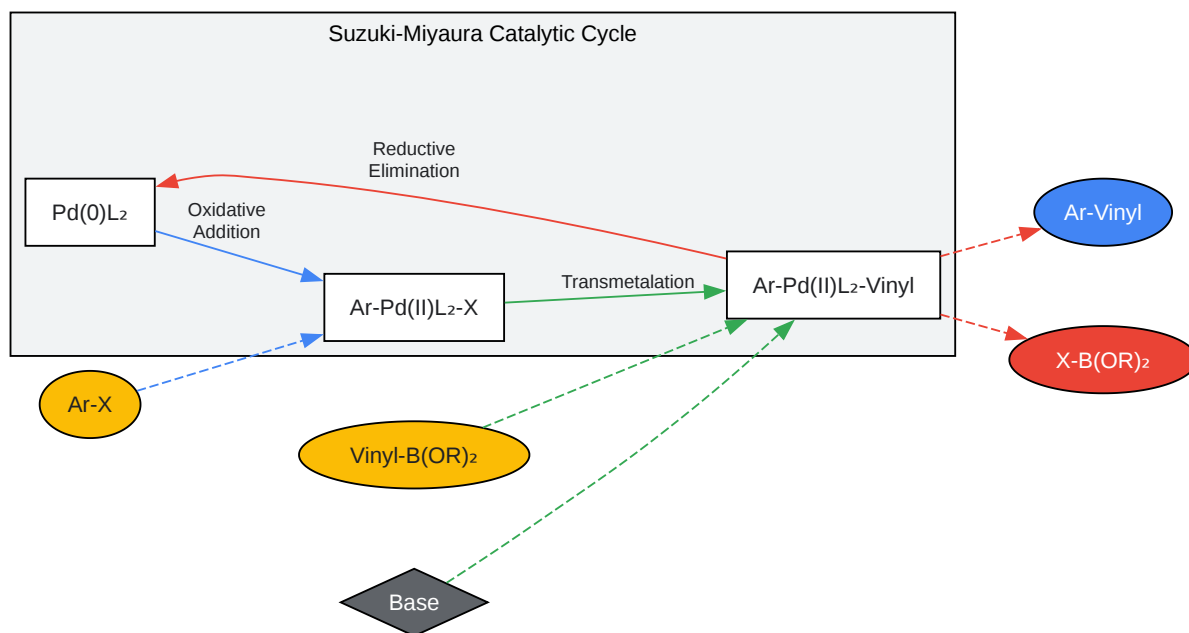 Suzuki-Miyaura Catalytic Cycle
Reductive
Elimination
Pd(0)L₂
Oxidative
Addition
Ar-Vinyl
Transmetalation
Ar-Pd(II)L₂-Vinyl
Ar-Pd(II)L₂-X
X-B(OR)₂
Ar-X
Vinyl-B(OR)₂
Base